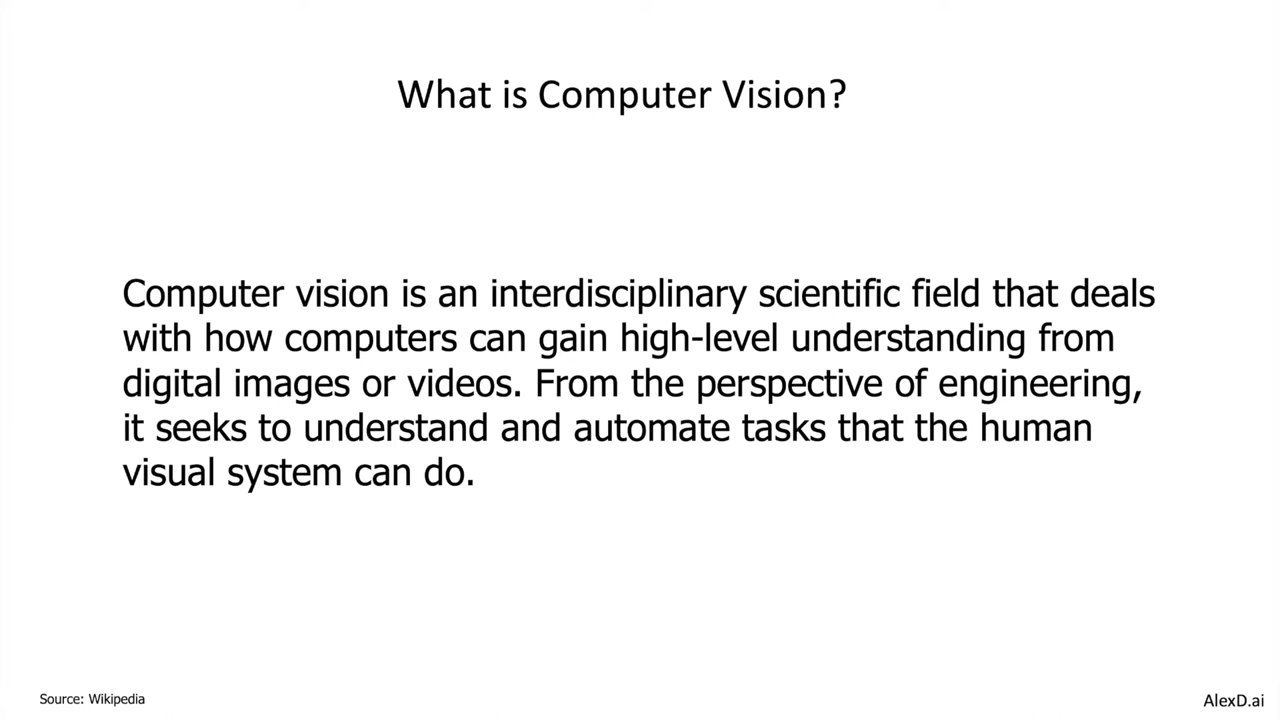 What is Computer Vision?
Computer vision is an interdisciplinary scientific field that deals
with how computers can gain high-level understanding from
digital images or videos. From the perspective of engineering,
it seeks to understand and automate tasks that the human
visual system can do.
Source: Wikipedia
AlexD.ai